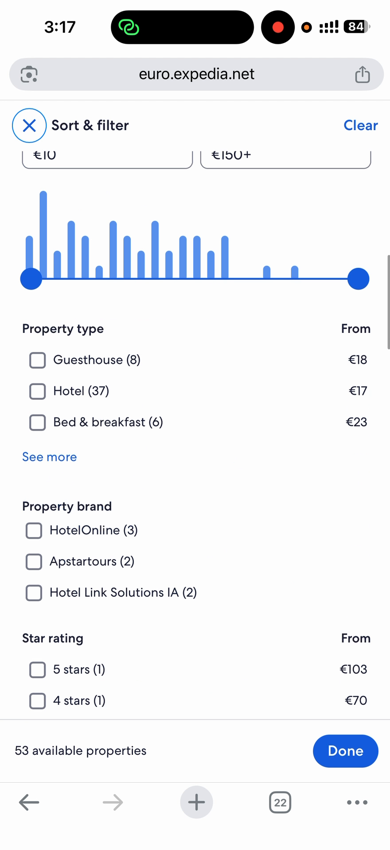 3:17
84
euro.expedia.net
Sort & filter
Clear
€10
€150+
Property type
From
Guesthouse (8)
€18
Hotel (37)
€17
Bed & breakfast (6)
€23
See more
Property brand
HotelOnline (3)
Apstartours (2)
Hotel Link Solutions IA (2)
Star rating
From
5 stars (1)
€103
4 stars (1)
€70
53 available properties
Done
22